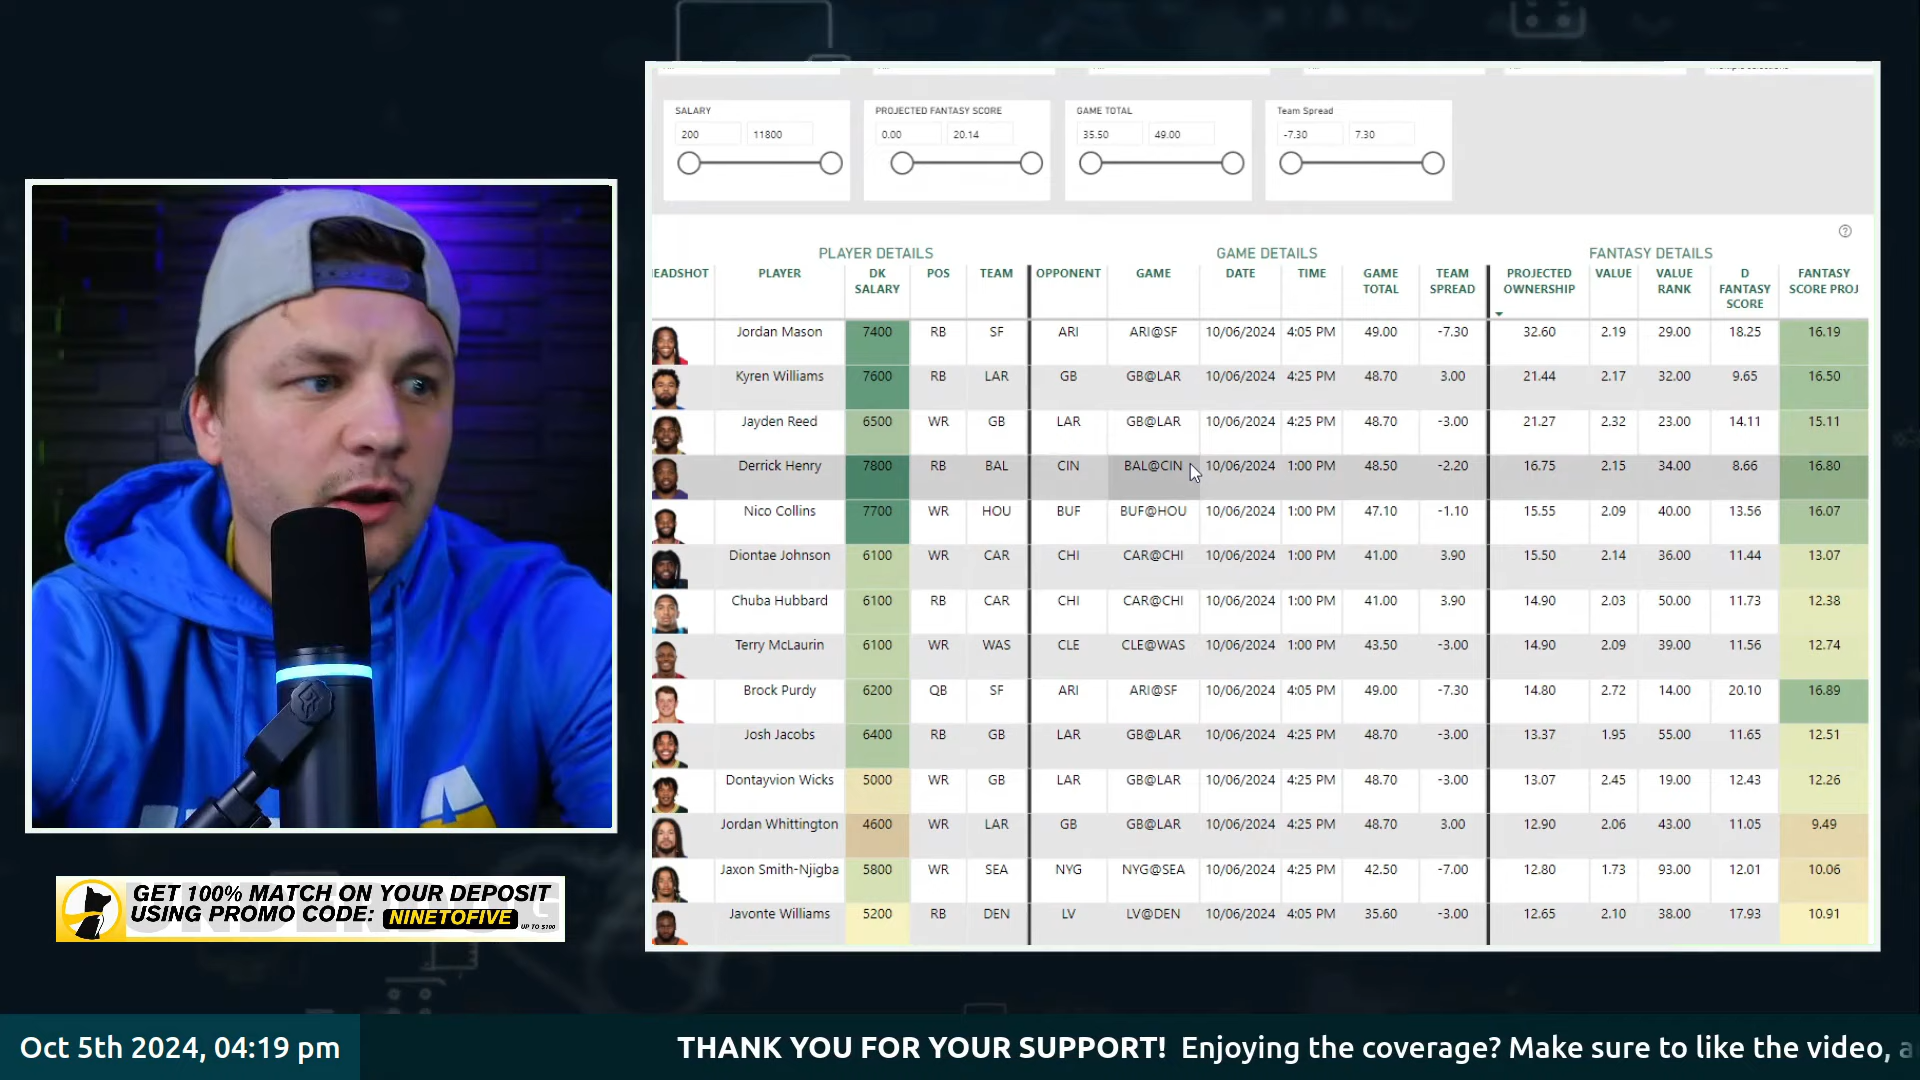 SALARY
200 11800
PROJECTED FANTASY SCORE
0.00 20.14
GAME TOTAL
35.50 49.00
Team Spread
-7.30 7.30
PLAYER DETAILS GAME DETAILS FANTASY DETAILS
EADSHOT PLAYER DK SALARY POS TEAM OPPONENT GAME DATE TIME GAME TOTAL TEAM SPREAD PROJECTED OWNERSHIP VALUE VALUE RANK D FANTASY SCORE FANTASY SCORE PROJ
Jordan Mason 7400 RB SF ARI ARI@SF 10/06/2024 4:05 PM 49.00 -7.30 32.60 2.19 29.00 18.25 16.19
Kyren Williams 7600 RB LAR GB GB@LAR 10/06/2024 4:25 PM 48.70 3.00 21.44 2.17 32.00 9.65 16.50
Jayden Reed 6500 WR GB LAR GB@LAR 10/06/2024 4:25 PM 48.70 -3.00 21.27 2.32 23.00 14.11 15.11
Derrick Henry 7800 RB BAL CIN BAL@CIN 10/06/2024 1:00 PM 48.50 -2.20 16.75 2.15 34.00 8.66 16.80
Nico Collins 7700 WR HOU BUF BUF@HOU 10/06/2024 1:00 PM 47.10 -1.10 15.55 2.09 40.00 13.56 16.07
Diontae Johnson 6100 WR CAR CHI CAR@CHI 10/06/2024 1:00 PM 41.00 3.90 15.50 2.14 36.00 11.44 13.07
Chuba Hubbard 6100 RB CAR CHI CAR@CHI 10/06/2024 1:00 PM 41.00 3.90 14.90 2.03 50.00 11.73 12.38
Terry McLaurin 6100 WR WAS CLE CLE@WAS 10/06/2024 1:00 PM 43.50 -3.00 14.90 2.09 39.00 11.56 12.74
Brock Purdy 6200 QB SF ARI ARI@SF 10/06/2024 4:05 PM 49.00 -7.30 14.80 2.72 14.00 20.10 16.89
Josh Jacobs 6400 RB GB LAR GB@LAR 10/06/2024 4:25 PM 48.70 -3.00 13.37 1.95 55.00 11.65 12.51
Dontayvion Wicks 5000 WR GB LAR GB@LAR 10/06/2024 4:25 PM 48.70 -3.00 13.07 2.45 19.00 12.43 12.26
Jordan Whittington 4600 WR LAR GB GB@LAR 10/06/2024 4:25 PM 48.70 3.00 12.90 2.06 43.00 11.05 9.49
Jaxon Smith-Njigba 5800 WR SEA NYG NYG@SEA 10/06/2024 4:25 PM 42.50 -7.00 12.80 1.73 93.00 12.01 10.06
Javonte Williams 5200 RB DEN LV LV@DEN 10/06/2024 4:05 PM 35.60 -3.00 12.65 2.10 38.00 17.93 10.91
GET 100% MATCH ON YOUR DEPOSIT
USING PROMO CODE: NINETOFIVE UP TO $100
Oct 5th 2024, 04:19 pm
THANK YOU FOR YOUR SUPPORT! Enjoying the coverage? Make sure to like the video, a